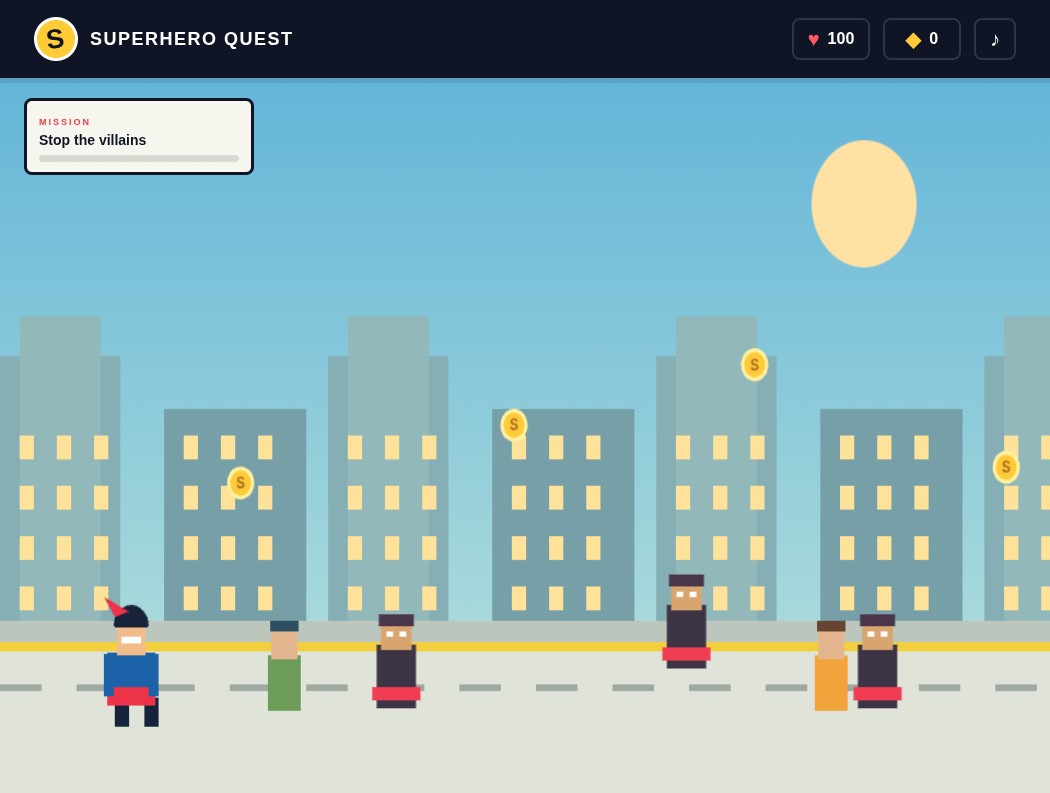 S
SUPERHERO QUEST
♥ 100
◆ 0
♪
MISSION
Stop the villains
S
S
S
S